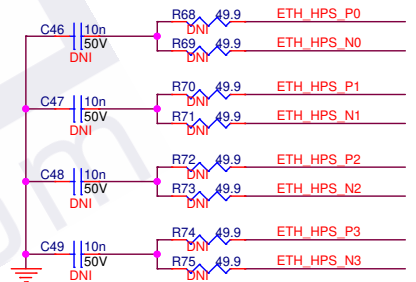 R68 49.9 ETH_HPS_P0
C46 10n DNI
50V R69 49.9 ETH_HPS_N0
DNI DNI
R70 49.9 ETH_HPS_P1
C47 10n DNI
50V R71 49.9 ETH_HPS_N1
DNI DNI
R72 49.9 ETH_HPS_P2
C48 10n DNI
50V R73 49.9 ETH_HPS_N2
DNI DNI
R74 49.9 ETH_HPS_P3
C49 10n DNI
50V R75 49.9 ETH_HPS_N3
DNI DNI